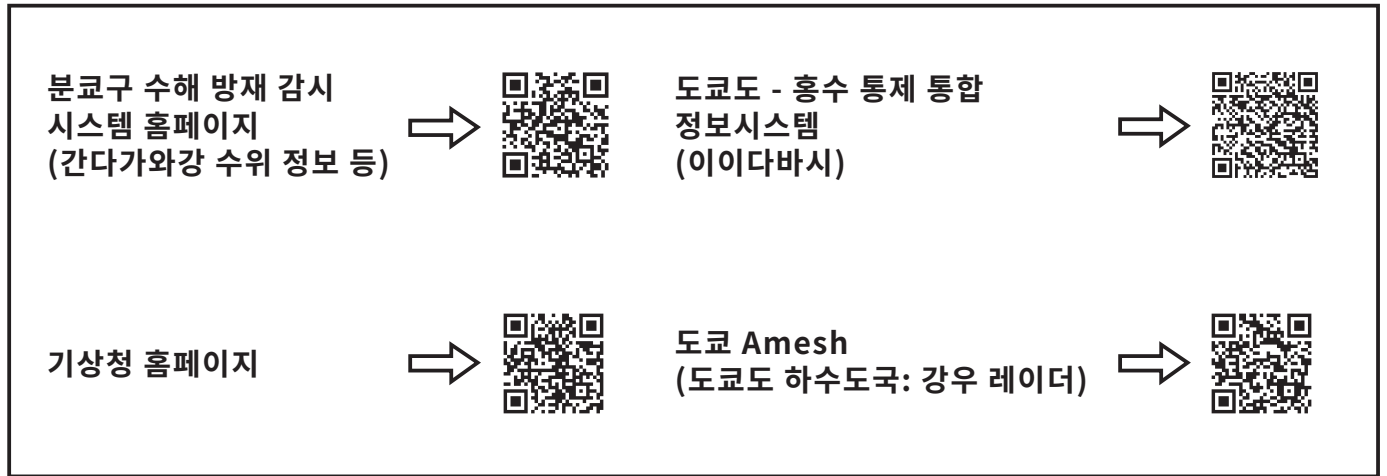 분쿄구 수해 방재 감시
시스템 홈페이지
(간다가와강 수위 정보 등)
도쿄도 - 홍수 통제 통합
정보시스템
(이이다바시)
기상청 홈페이지
도쿄 Amesh
(도쿄도 하수도국: 강우 레이더)